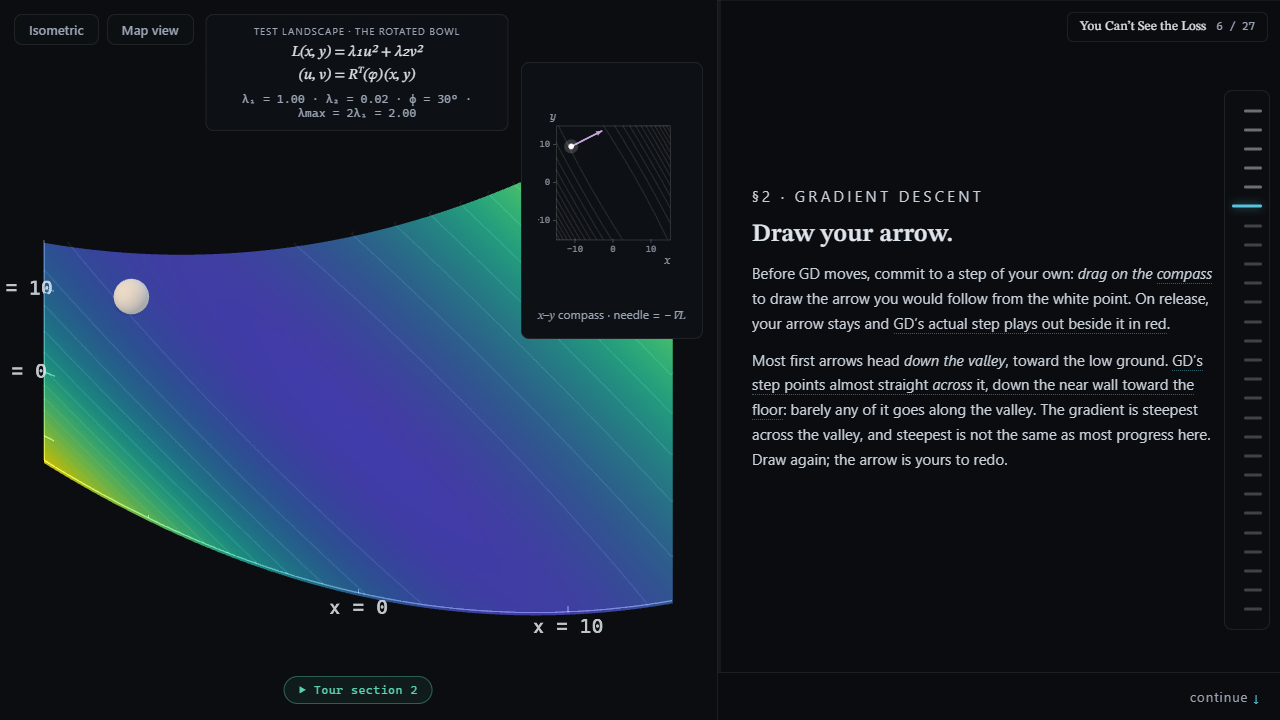 Isometric
Map view
TEST LANDSCAPE · THE ROTATED BOWL
L(x, y) = λ₁u² + λ₂v²
(u, v) = Rᵀ(φ)(x, y)
λ₁ = 1.00 · λ₂ = 0.02 · ϕ = 30° ·
λmax = 2λ₁ = 2.00
y
10
0
-10
−10 0 10
x
x–y compass · needle = −∇L
= 10
= 0
x = 0
x = 10
▶ Tour section 2
You Can't See the Loss 6 / 27
§2 · GRADIENT DESCENT
Draw your arrow.
Before GD moves, commit to a step of your own: drag on the compass
to draw the arrow you would follow from the white point. On release,
your arrow stays and GD's actual step plays out beside it in red.
Most first arrows head down the valley, toward the low ground. GD's
step points almost straight across it, down the near wall toward the
floor: barely any of it goes along the valley. The gradient is steepest
across the valley, and steepest is not the same as most progress here.
Draw again; the arrow is yours to redo.
continue ↓